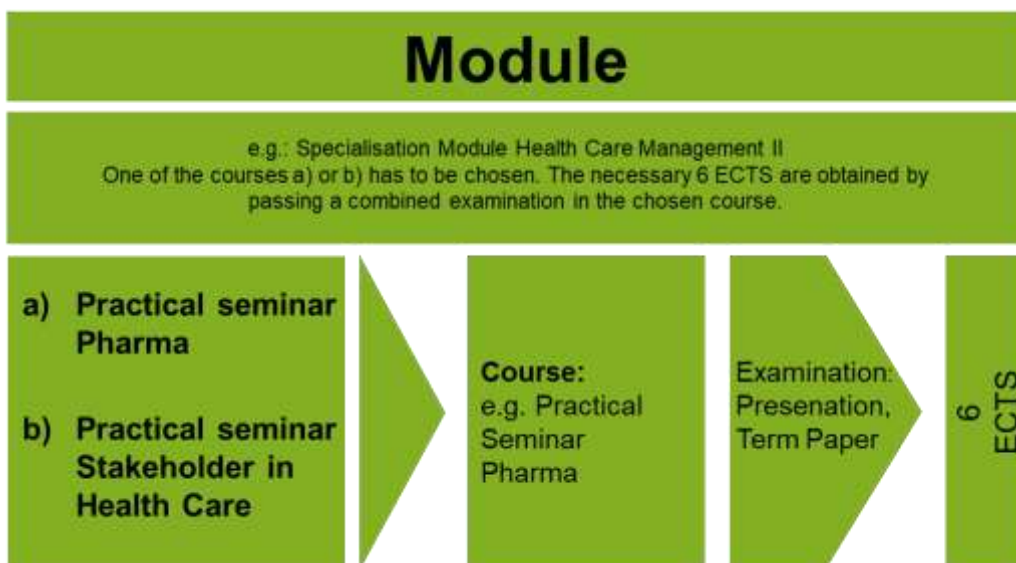 Module
e.g.: Specialisation Module Health Care Management II
One of the courses a) or b) has to be chosen. The necessary 6 ECTS are obtained by
passing a combined examination in the chosen course.
a) Practical seminar
Pharma
b) Practical seminar
Stakeholder in
Health Care
Course:
e.g. Practical
Seminar
Pharma
Examination:
Presenation,
Term Paper
6
ECTS